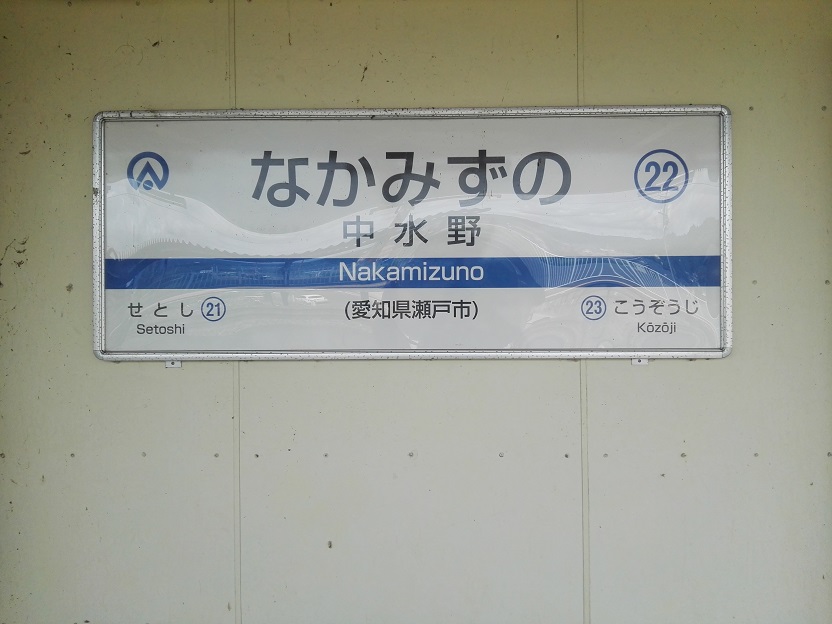 なかみずの
22
中水野
Nakamizuno
せとし 21
Setoshi
(愛知県瀬戸市)
23 こうぞうじ
Kōzōji